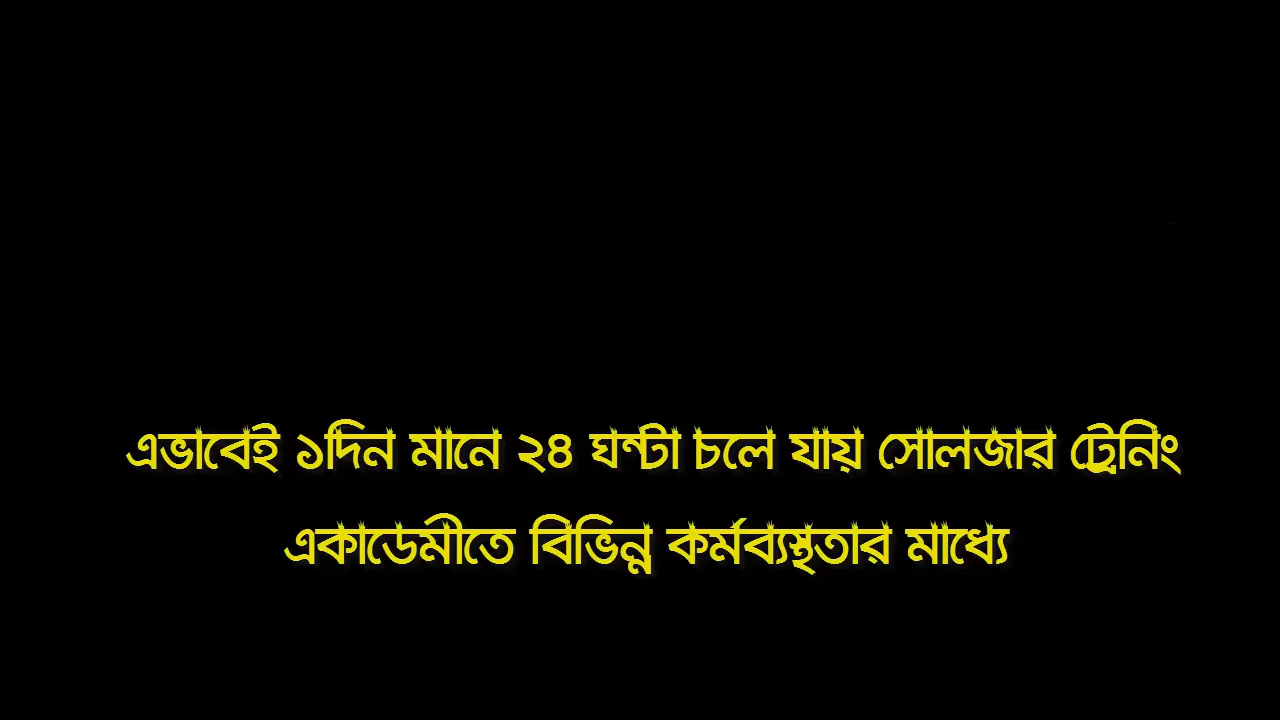 এভাবেই ১দিন মানে ২৪ ঘন্টা চলে যায় সোলজার ট্রেনিং
একাডেমীতে বিভিন্ন কর্মব্যস্থতার মাধ্যে